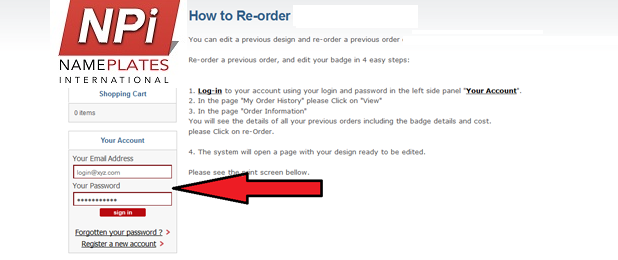 NPi
NAMEPLATES
INTERNATIONAL
Shopping Cart
0 items
Your Account
Your Email Address
login@xyz.com
Your Password
sign in
Forgotten your password ? >
Register a new account >
How to Re-order
You can edit a previous design and re-order a previous order
Re-order a previous order, and edit your badge in 4 easy steps:
1. Log-in to your account using your login and password in the left side panel "Your Account".
2. In the page "My Order History" please Click on "View"
3. In the page "Order Information"
You will see the details of all your previous orders including the badge details and cost.
please Click on re-Order.
4. The system will open a page with your design ready to be edited.
Please see the print screen bellow.